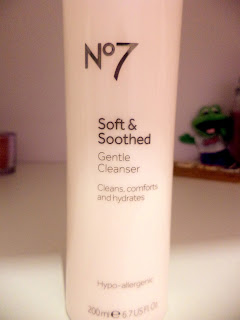 Nº7
Soft &
Soothed
Gentle
Cleanser
Cleans, comforts
and hydrates
Hypo-allergenic
200ml ℮ 6.7 US Fl Oz